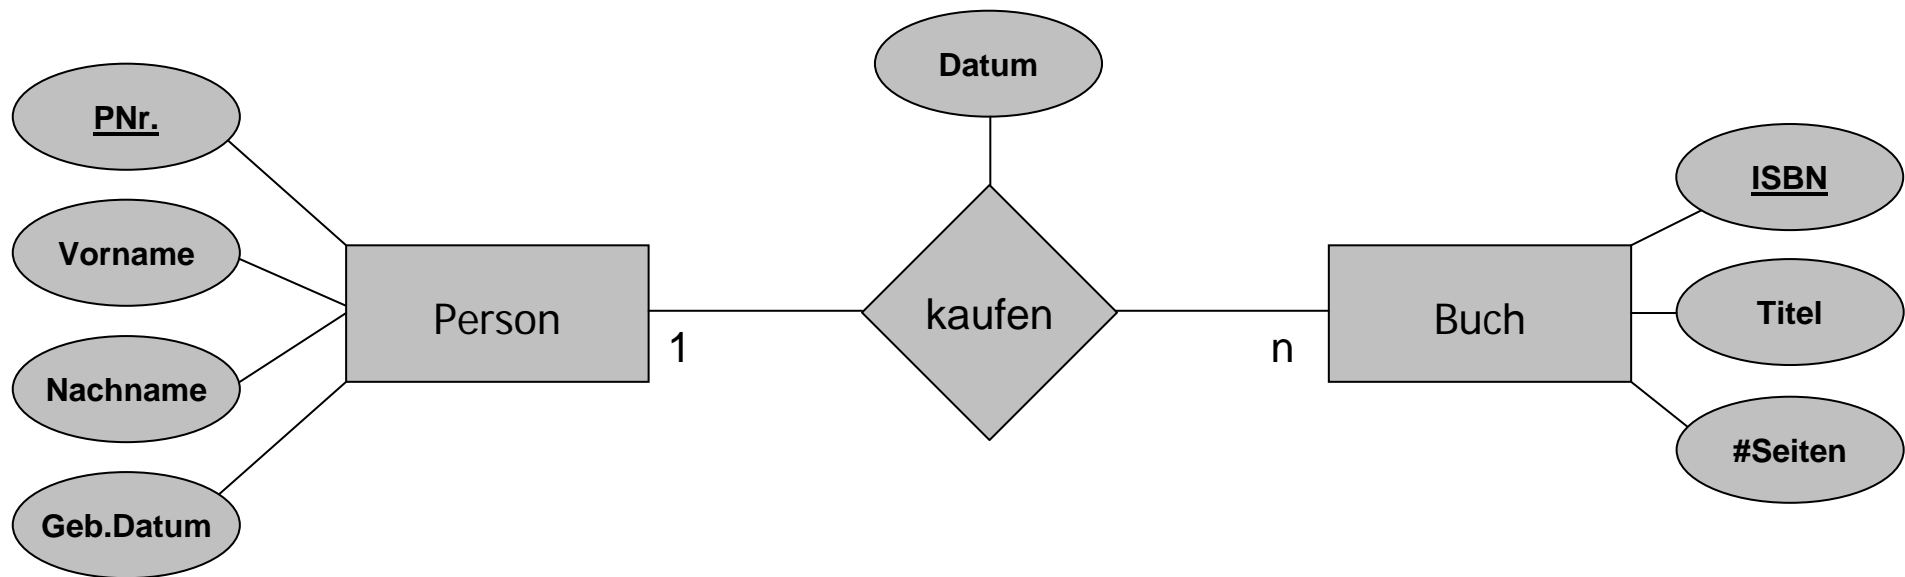 Datum
PNr.
ISBN
Vorname
Person
1
kaufen
n
Buch
Titel
Nachname
#Seiten
Geb.Datum